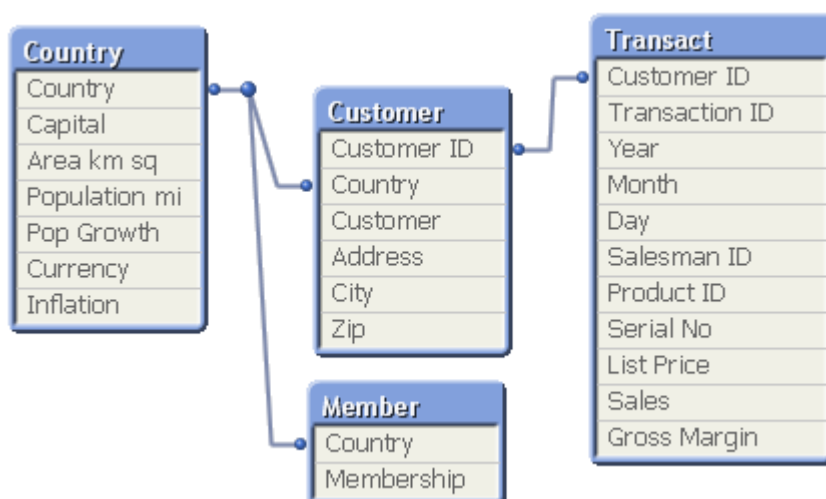 Country
Country
Capital
Area km sq
Population mi
Pop Growth
Currency
Inflation
Customer
Customer ID
Country
Customer
Address
City
Zip
Member
Country
Membership
Transact
Customer ID
Transaction ID
Year
Month
Day
Salesman ID
Product ID
Serial No
List Price
Sales
Gross Margin